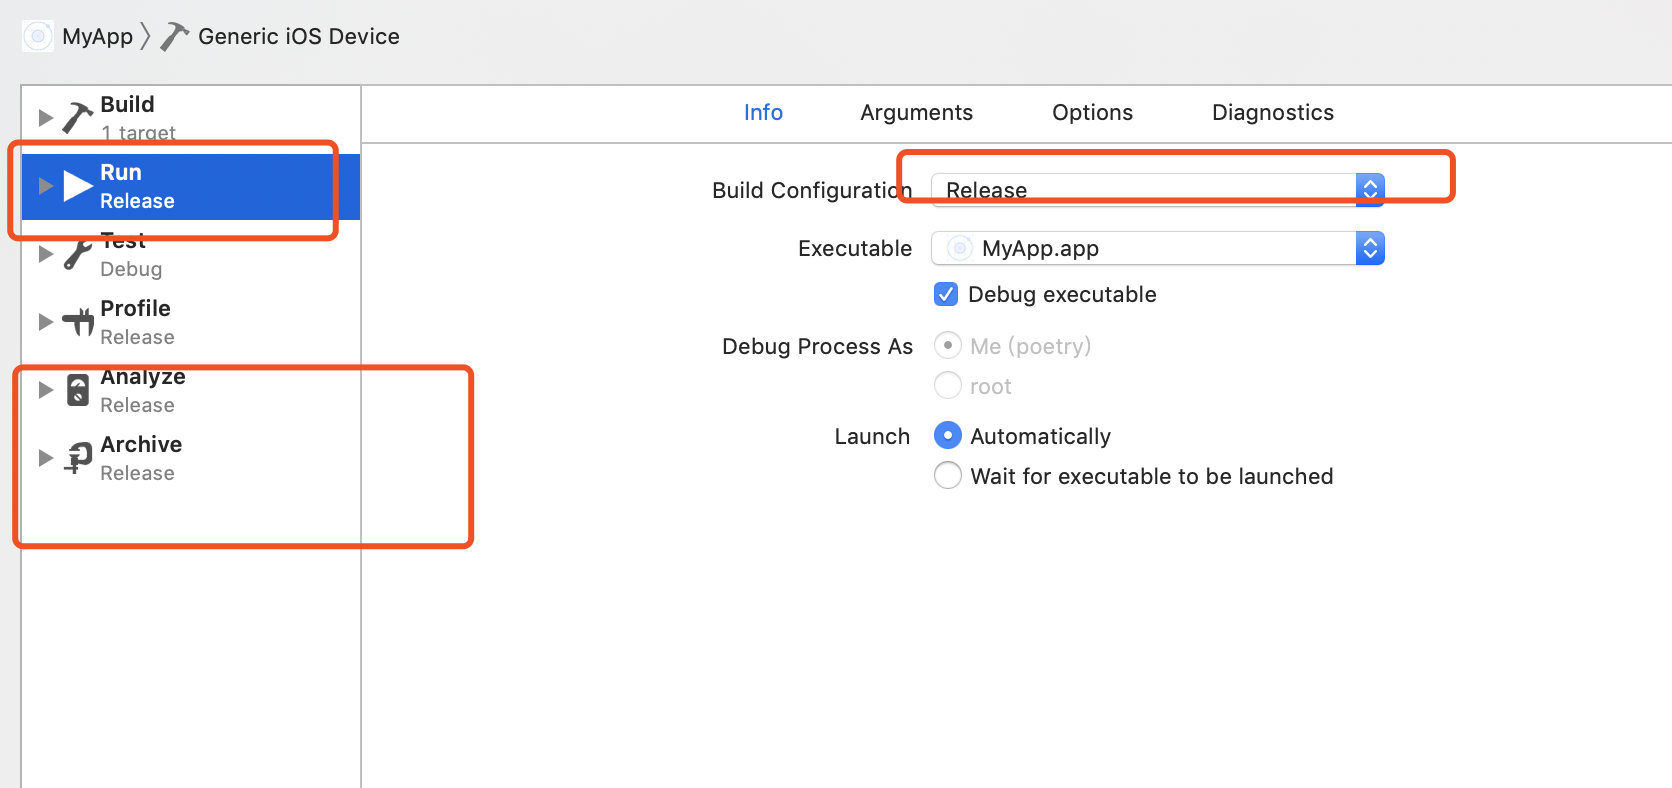 MyApp
Generic iOS Device
Build
1 target
Run
Release
Test
Debug
Profile
Release
Analyze
Release
Archive
Release
Info Arguments Options Diagnostics
Build Configuration Release
Executable MyApp.app
Debug executable
Debug Process As Me (poetry)
root
Launch Automatically
Wait for executable to be launched